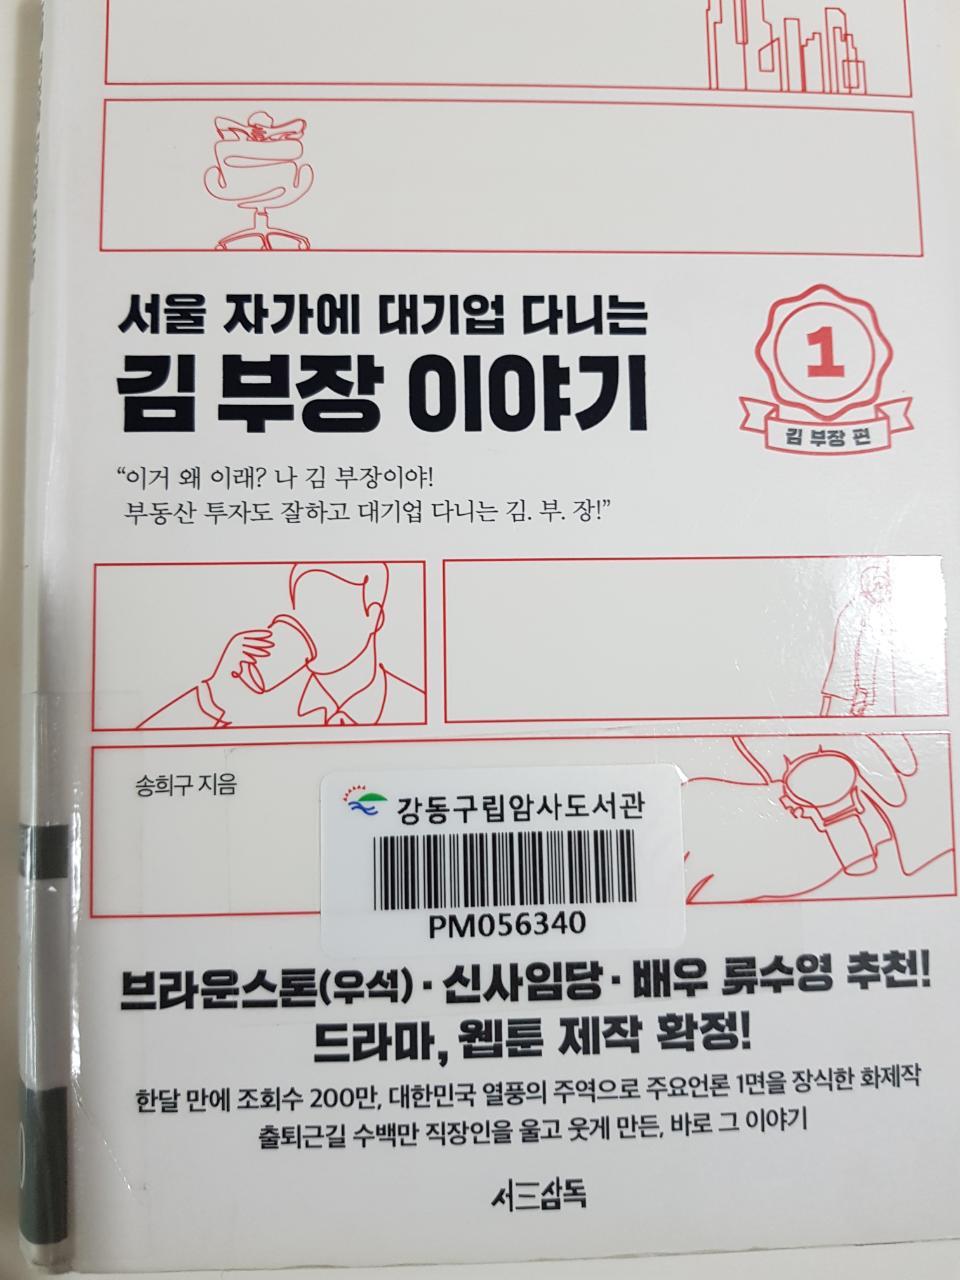 서울 자가에 대기업 다니는
김 부장 이야기
1
김 부장 편
“이거 왜 이래? 나 김 부장이야!
부동산 투자도 잘하고 대기업 다니는 김. 부. 장!”
송희구 지음
강동구립암사도서관
PM056340
브라운스톤(우석)·신사임당·배우 류수영 추천!
드라마, 웹툰 제작 확정!
한달 만에 조회수 200만, 대한민국 열풍의 주역으로 주요언론 1면을 장식한 화제작
출퇴근길 수백만 직장인을 울고 웃게 만든, 바로 그 이야기
서三삼독